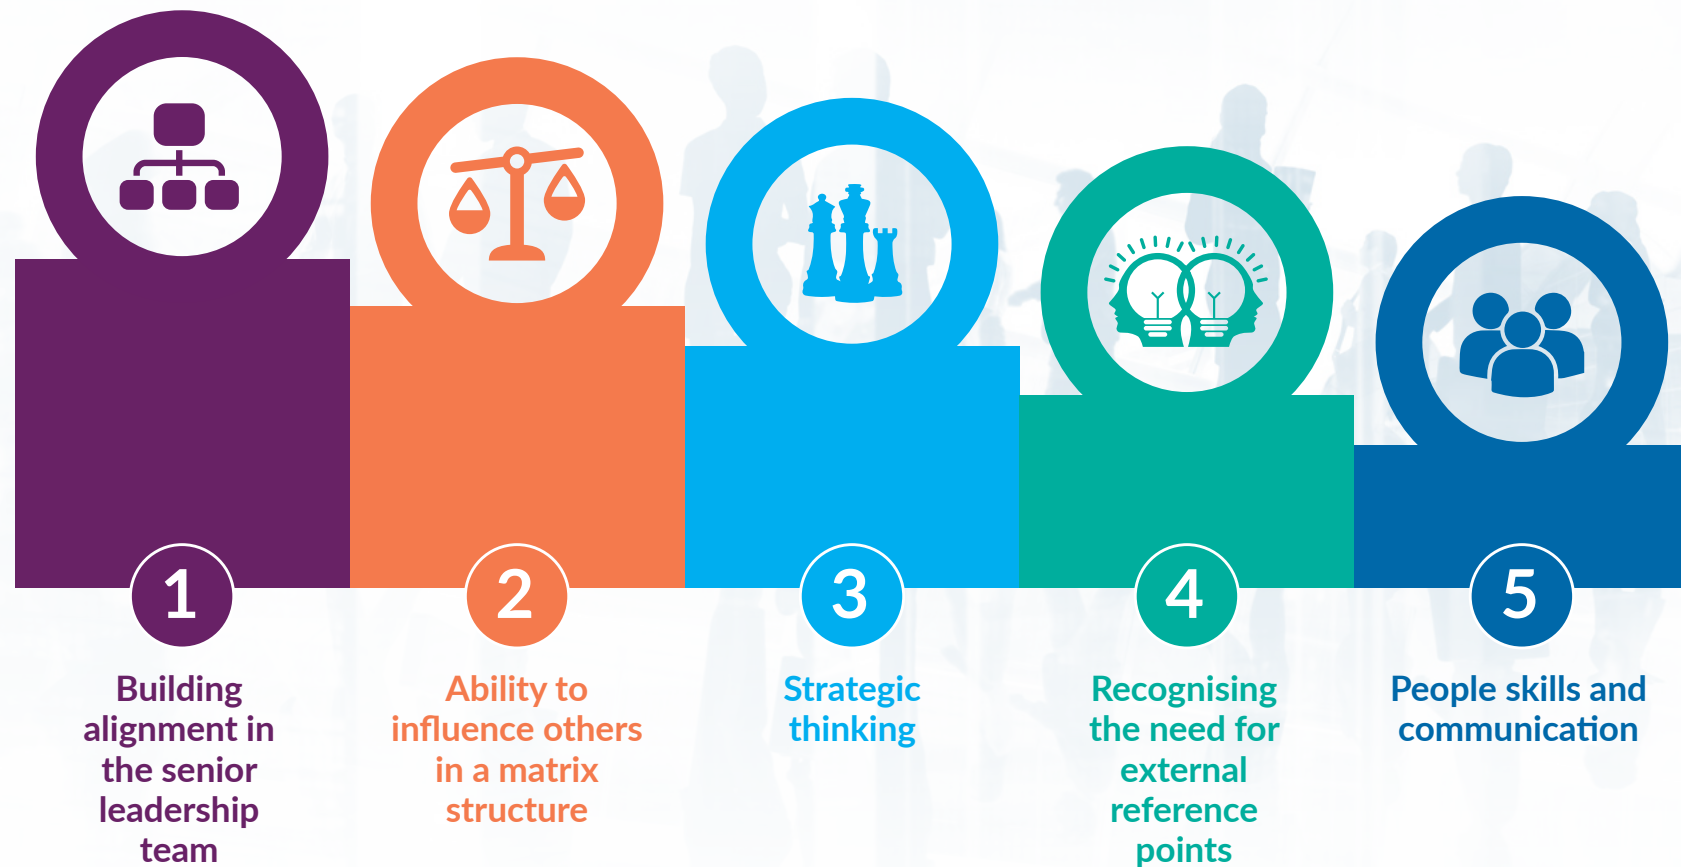 1
Building
alignment in
the senior
leadership
team
2
Ability to
influence others
in a matrix
structure
3
Strategic
thinking
4
Recognising
the need for
external
reference
points
5
People skills and
communication